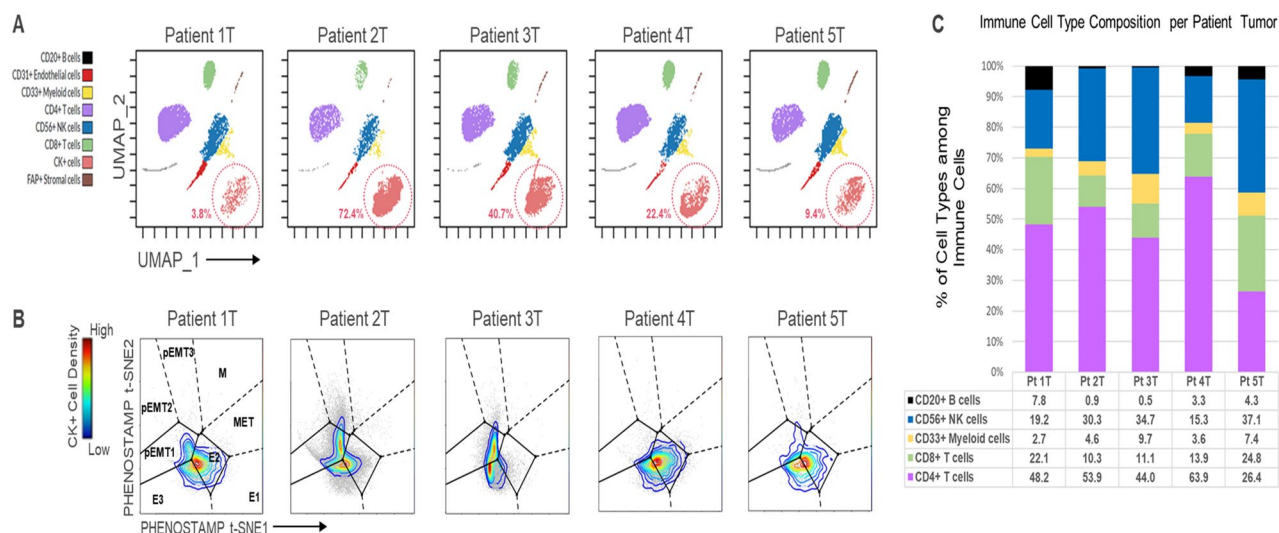 A
Patient 1T Patient 2T Patient 3T Patient 4T Patient 5T
CD20+ B cells
CD31+ Endothelial cells
CD33+ Myeloid cells
CD4+ T cells
CD56+ NK cells
CD8+ T cells
CK+ cells
FAP+ Stromal cells
UMAP_2
3.8% 72.4% 40.7% 22.4% 9.4%
UMAP_1
B
Patient 1T Patient 2T Patient 3T Patient 4T Patient 5T
High
CK+ Cell Density
Low
PHENOSTAMP t-SNE2
pEMT3
M
pEMT2
MET
pEMT1
E2
E3
E1
PHENOSTAMP t-SNE1
C
Immune Cell Type Composition per Patient Tumor
% of Cell Types among
Immune Cells
100%
90%
80%
70%
60%
50%
40%
30%
20%
10%
0%
Pt 1T Pt 2T Pt 3T Pt 4T Pt 5T
CD20+ B cells 7.8 0.9 0.5 3.3 4.3
CD56+ NK cells 19.2 30.3 34.7 15.3 37.1
CD33+ Myeloid cells 2.7 4.6 9.7 3.6 7.4
CD8+ T cells 22.1 10.3 11.1 13.9 24.8
CD4+ T cells 48.2 53.9 44.0 63.9 26.4